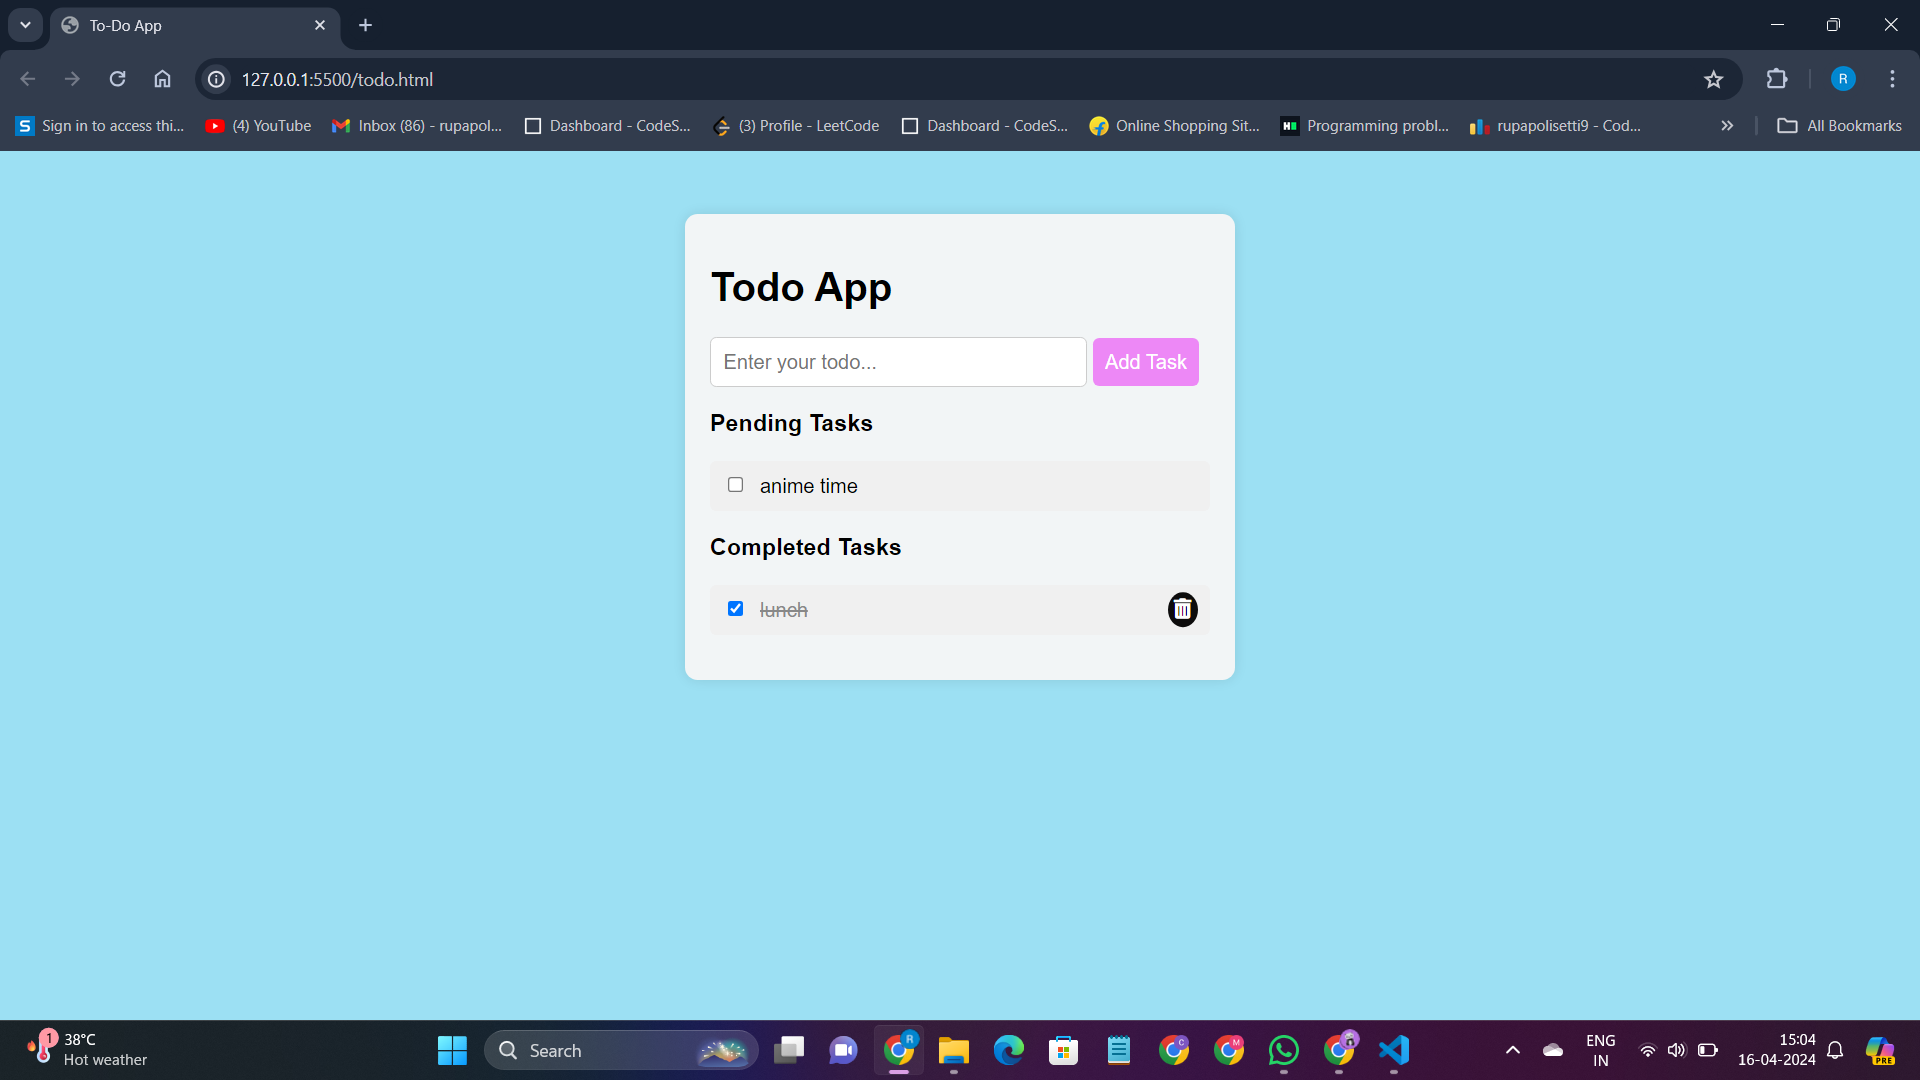 To-Do App
127.0.0.1:5500/todo.html
R
S Sign in to access thi... (4) YouTube Inbox (86) - rupapol... Dashboard - CodeS... (3) Profile - LeetCode Dashboard - CodeS... Online Shopping Sit... Programming probl... rupapolisetti9 - Cod... » All Bookmarks
Todo App
Enter your todo... Add Task
Pending Tasks
anime time
Completed Tasks
lunch
1 38°C
Hot weather
Search
R
C
M
ENG
IN
15:04
16-04-2024
PRE